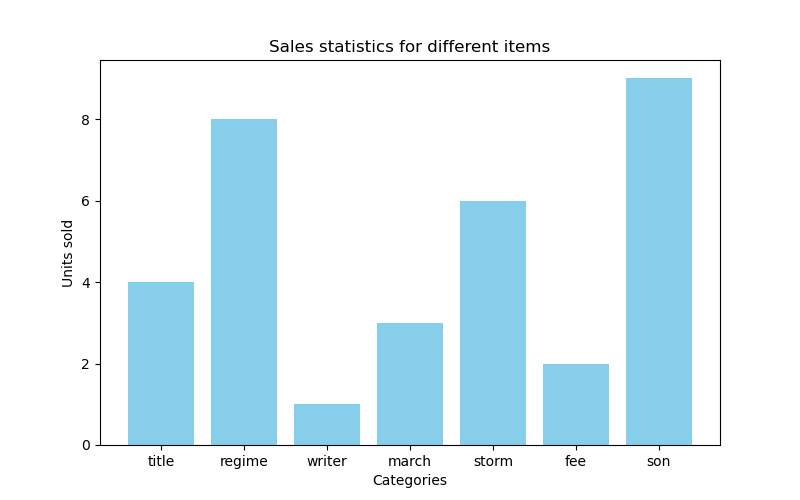 Sales statistics for different items
Units sold
8
6
4
2
0
title regime writer march storm fee son
Categories